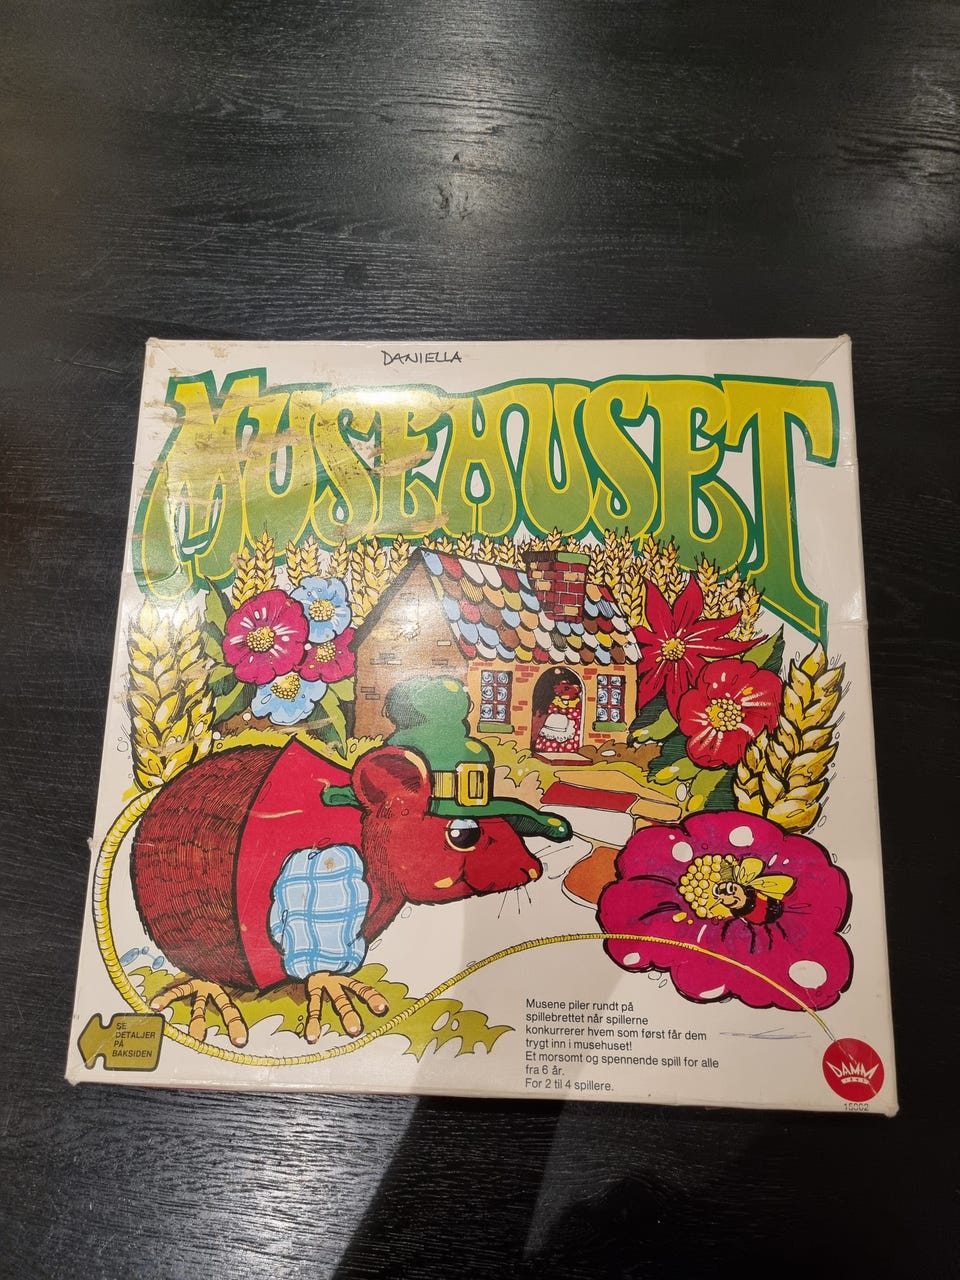 DANIELLA
MUSEHUSET
Musene piler rundt på
spillebrettet når spillerne
konkurrerer hvem som først får dem
trygt inn i musehuset!
Et morsomt og spennende spill for alle
fra 6 år.
For 2 til 4 spillere.
SE
DETALJER
PÅ
BAKSIDEN
DAMM